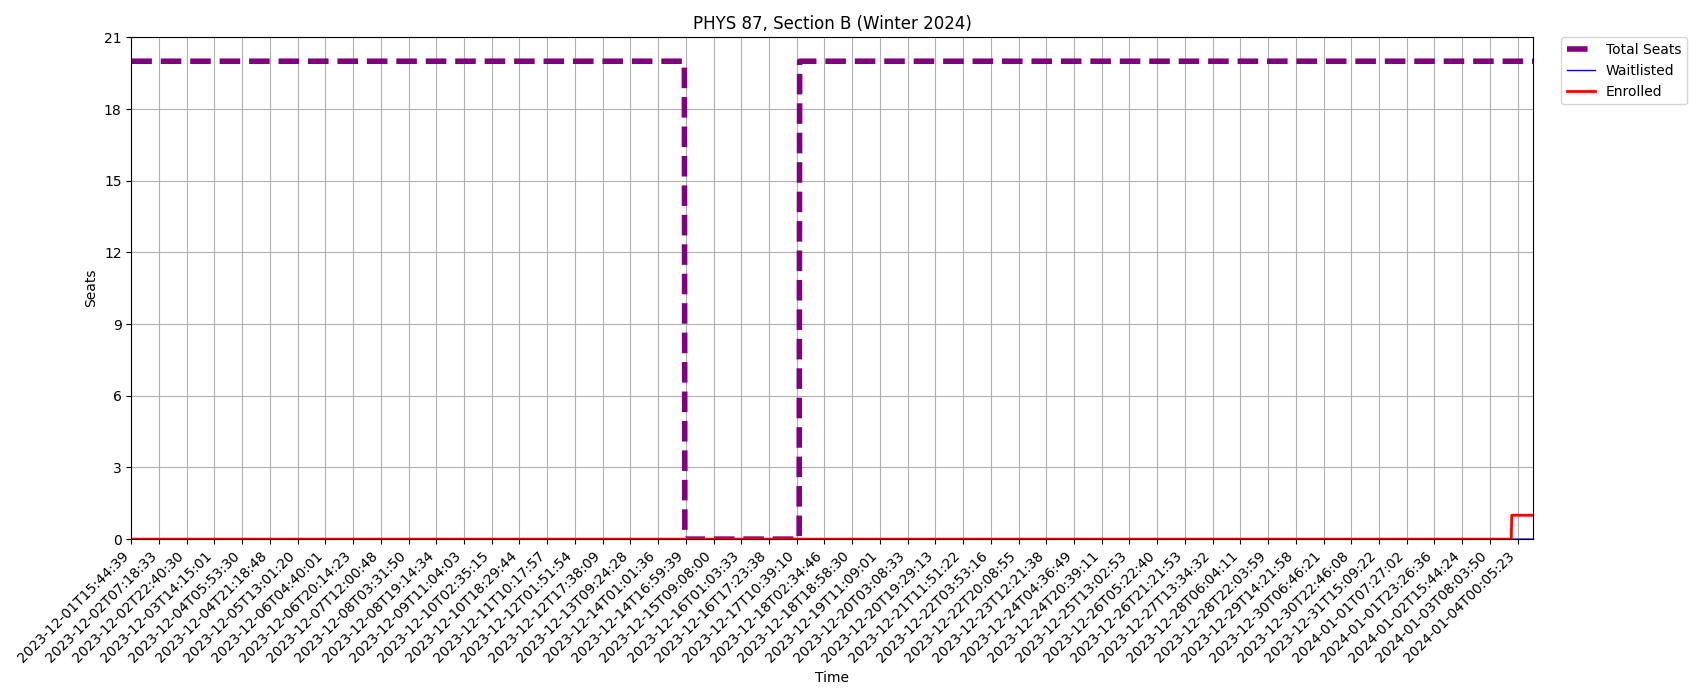 PHYS 87, Section B (Winter 2024)
Total Seats
Waitlisted
Enrolled
Seats
21
18
15
12
9
6
3
0
2023-12-01T15:44:39
2023-12-02T07:18:33
2023-12-02T22:40:30
2023-12-03T14:15:01
2023-12-04T05:53:30
2023-12-04T21:18:48
2023-12-05T13:01:20
2023-12-06T04:40:01
2023-12-06T20:14:23
2023-12-07T12:00:48
2023-12-08T03:31:50
2023-12-08T19:14:34
2023-12-09T11:04:03
2023-12-10T02:35:15
2023-12-10T18:29:44
2023-12-11T10:17:57
2023-12-12T01:51:54
2023-12-12T17:38:09
2023-12-13T09:24:28
2023-12-14T01:01:36
2023-12-14T16:59:39
2023-12-15T09:08:00
2023-12-16T01:03:33
2023-12-16T17:23:38
2023-12-17T10:39:10
2023-12-18T02:34:46
2023-12-18T18:58:30
2023-12-19T11:09:01
2023-12-20T03:08:33
2023-12-20T19:29:13
2023-12-21T11:51:22
2023-12-22T03:53:16
2023-12-22T20:08:55
2023-12-23T12:21:38
2023-12-24T04:36:49
2023-12-24T20:39:11
2023-12-25T13:02:53
2023-12-26T05:22:40
2023-12-26T21:21:53
2023-12-27T13:34:32
2023-12-28T06:04:11
2023-12-28T22:03:59
2023-12-29T14:21:58
2023-12-30T06:46:21
2023-12-30T22:46:08
2023-12-31T15:09:22
2024-01-01T07:27:02
2024-01-01T23:26:36
2024-01-02T15:44:24
2024-01-03T08:03:50
2024-01-04T00:05:23
Time